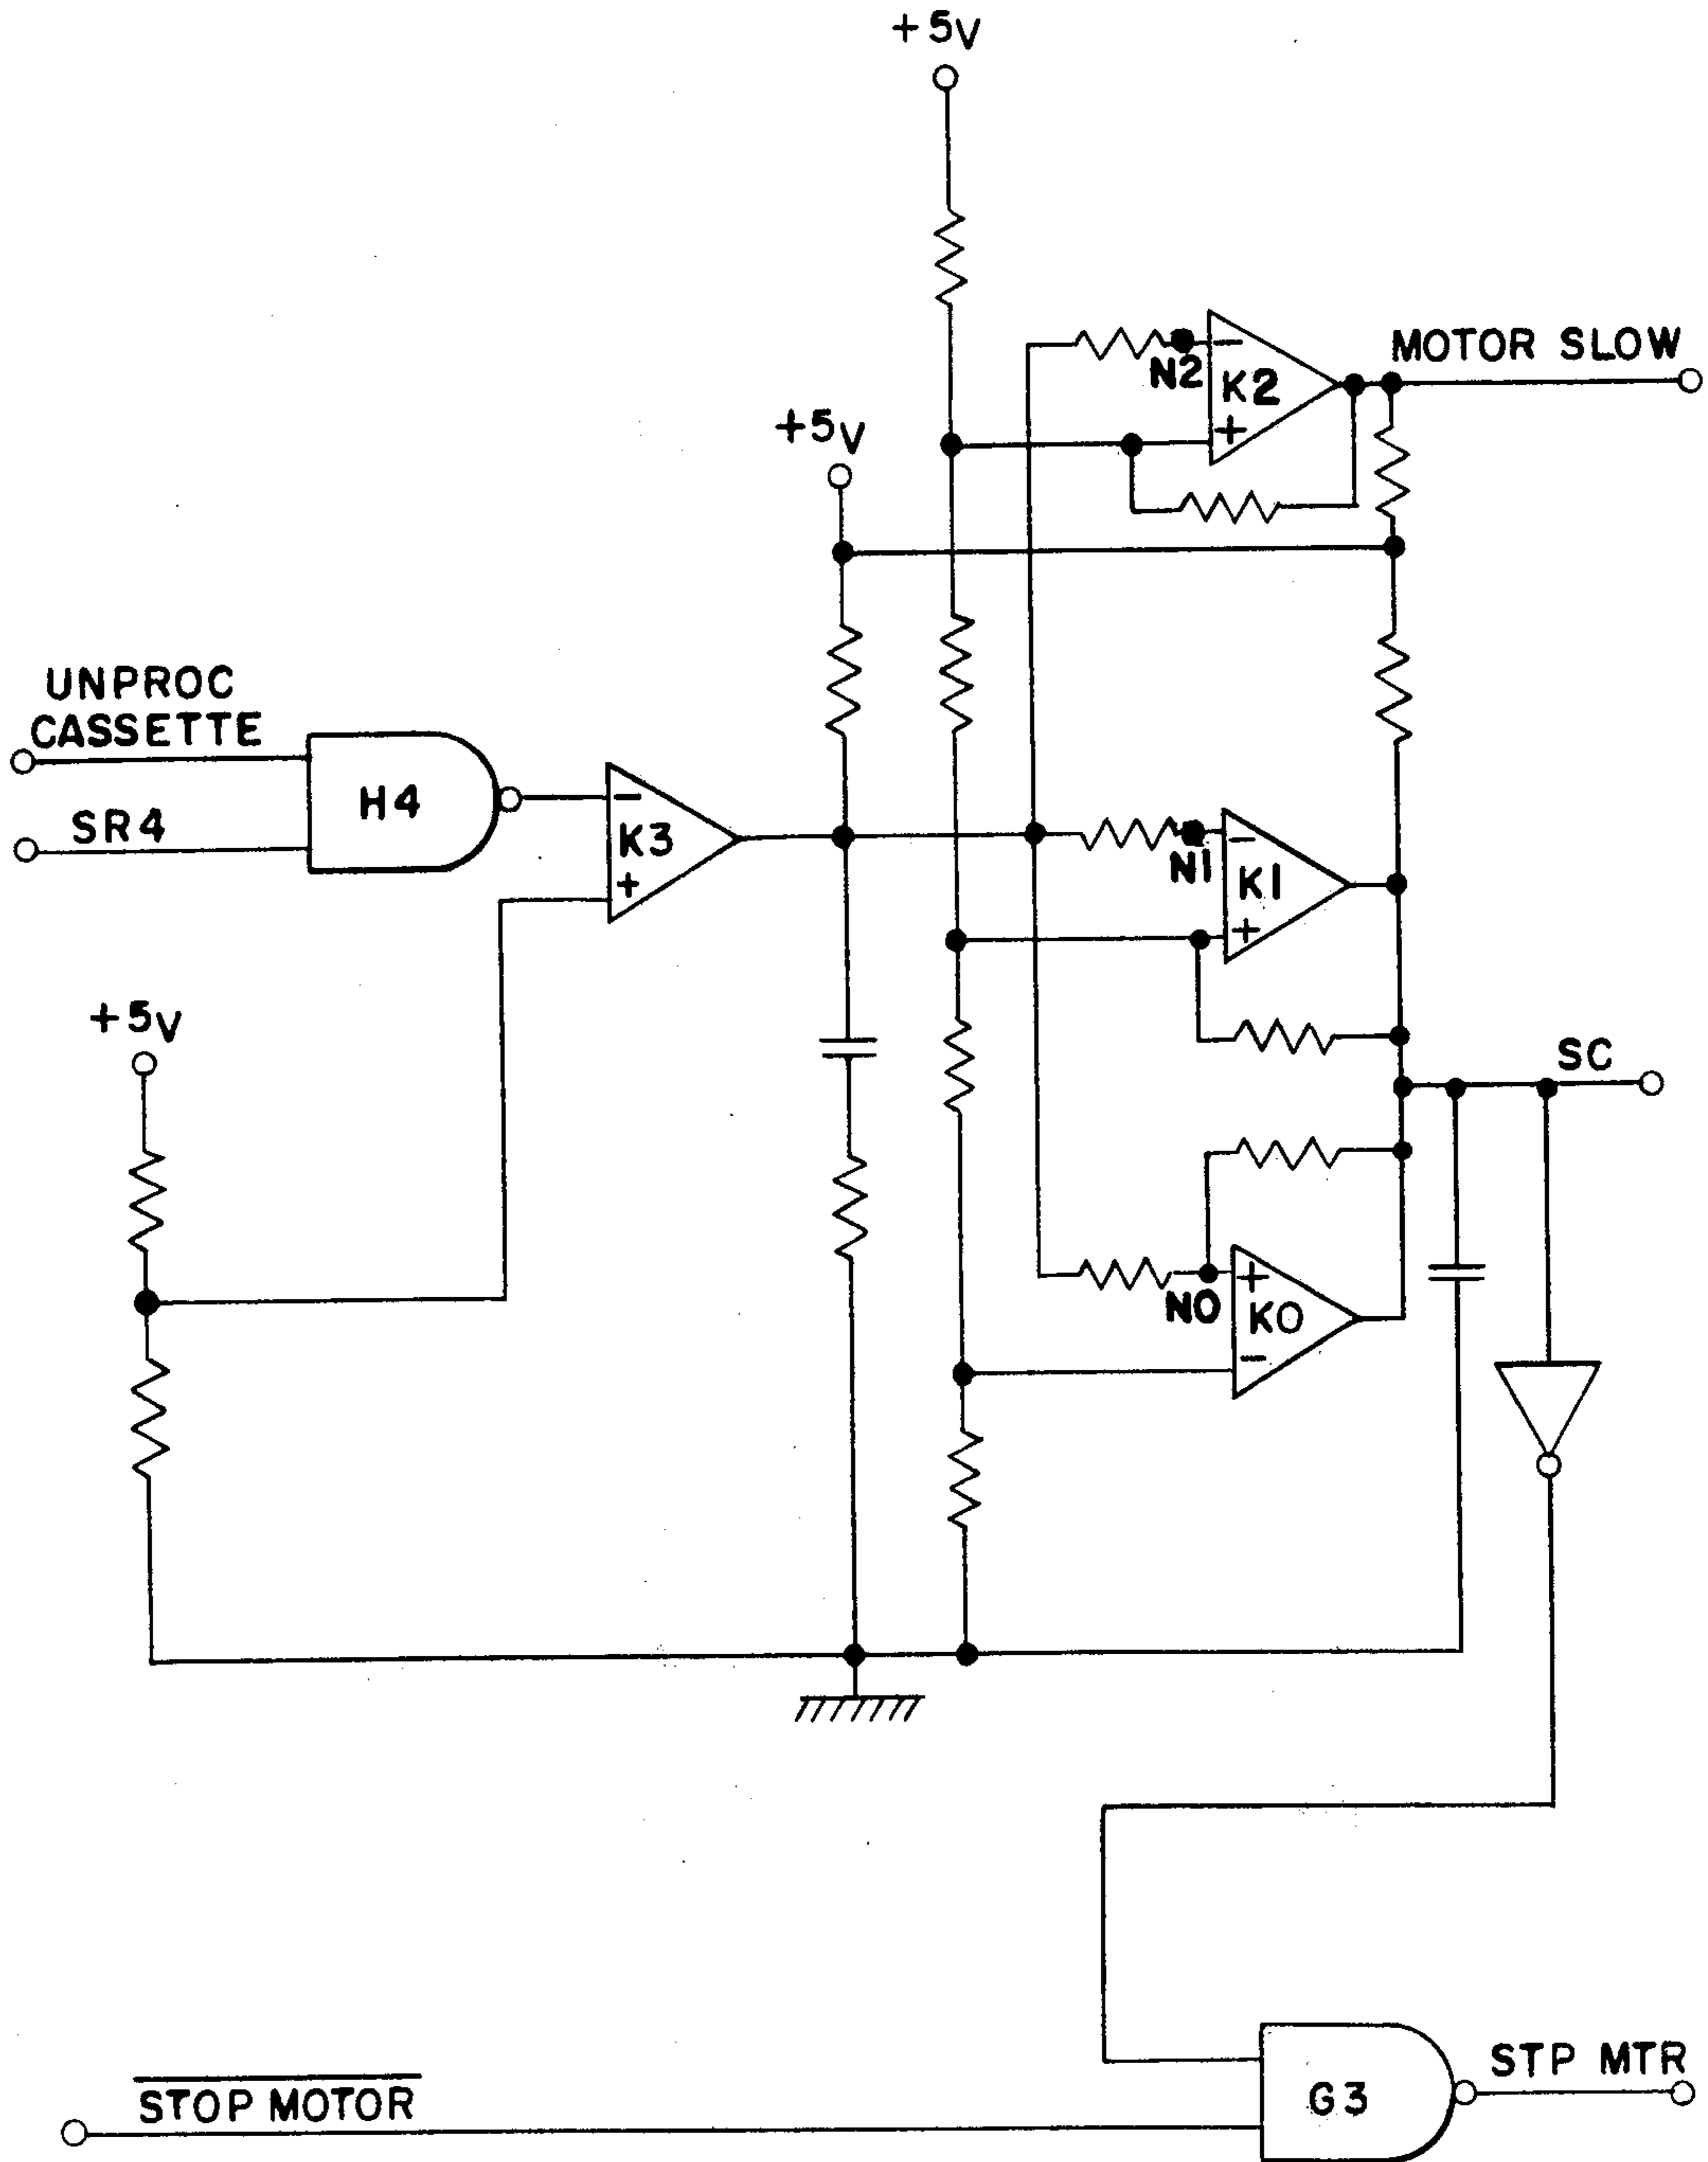 +5V
MOTOR SLOW
N2
K2
-
+
+5V
UNPROC
CASSETTE
H4
SR4
-
K3
+
-
N1
K1
+
+5V
SC
+
N0
K0
-
STP MTR
G3
STOP MOTOR